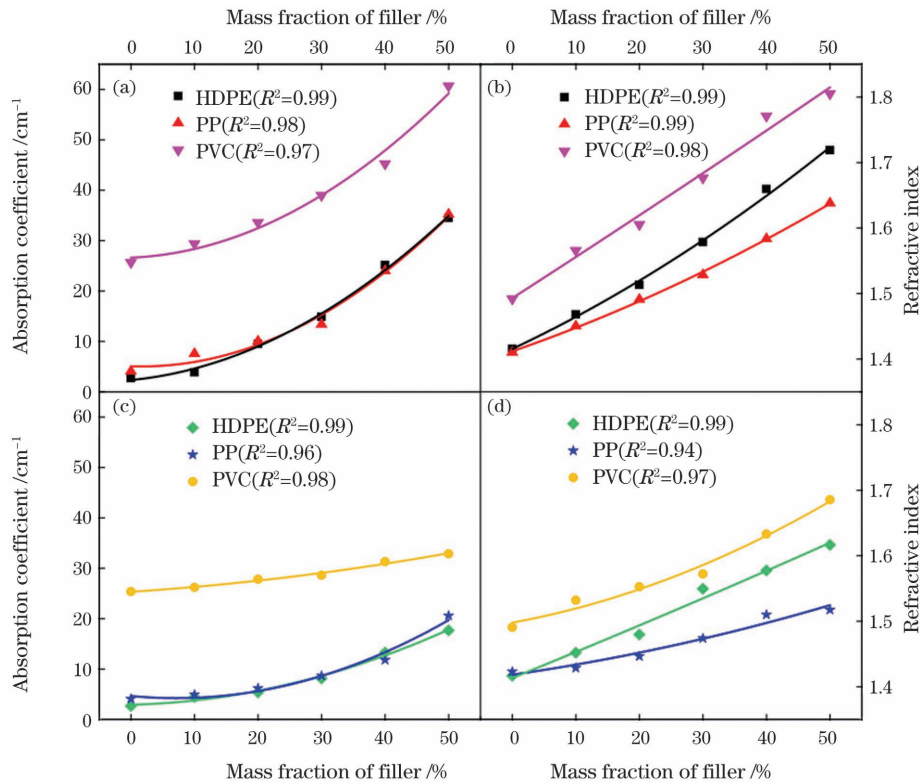 Mass fraction of filler /%
Mass fraction of filler /%
0 10 20 30 40 50
0 10 20 30 40 50
Absorption coefficient /cm⁻¹
60
50
40
30
20
10
0
(a)
HDPE(R²=0.99)
PP(R²=0.98)
PVC(R²=0.97)
(b)
HDPE(R²=0.99)
PP(R²=0.99)
PVC(R²=0.98)
1.8
1.7
1.6
1.5
1.4
Refractive index
Absorption coefficient /cm⁻¹
60
50
40
30
20
10
0
(c)
HDPE(R²=0.99)
PP(R²=0.96)
PVC(R²=0.98)
(d)
HDPE(R²=0.99)
PP(R²=0.94)
PVC(R²=0.97)
1.8
1.7
1.6
1.5
1.4
Refractive index
0 10 20 30 40 50
0 10 20 30 40 50
Mass fraction of filler /%
Mass fraction of filler /%